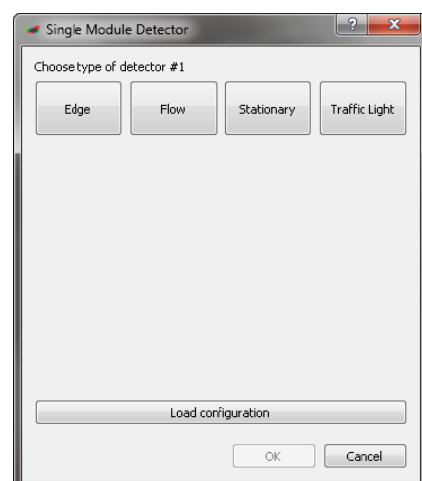 Single Module Detector ? X
Choose type of detector #1
Edge Flow Stationary Traffic Light
Load configuration
OK Cancel